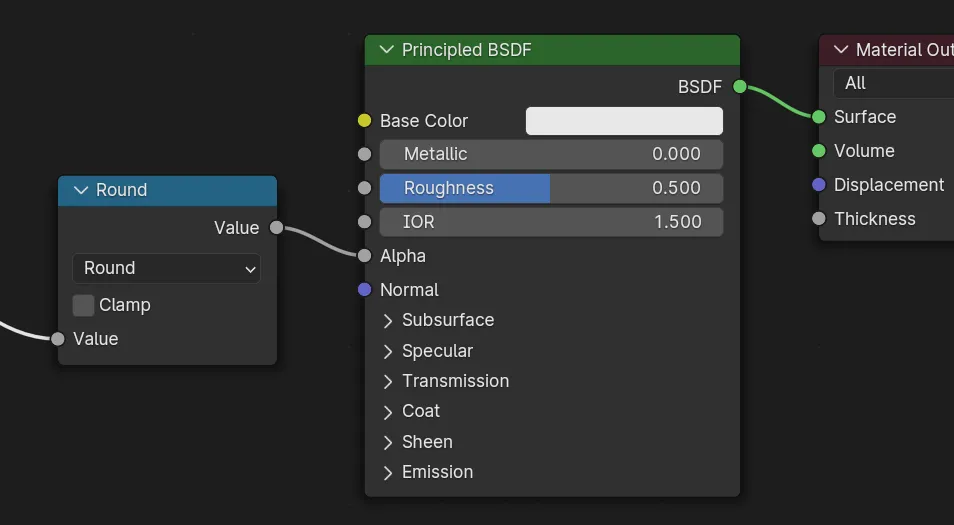 Round
Value
Round
Clamp
Value
Principled BSDF
BSDF
Base Color
Metallic 0.000
Roughness 0.500
IOR 1.500
Alpha
Normal
Subsurface
Specular
Transmission
Coat
Sheen
Emission
Material Out
All
Surface
Volume
Displacement
Thickness